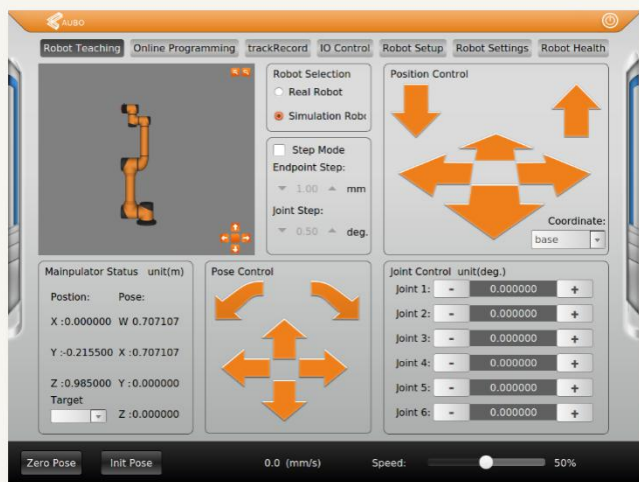 AUBO
Robot Teaching Online Programming trackRecord IO Control Robot Setup Robot Settings Robot Health
Robot Selection
Real Robot
Simulation Robo
Step Mode
Endpoint Step:
1.00 mm
Joint Step:
0.50 deg.
Position Control
Coordinate:
base
Mainpulator Status unit(m)
Postion: Pose:
X :0.000000 W 0.707107
Y :-0.215500 X :0.707107
Z :0.985000 Y :0.000000
Target
Z :0.000000
Pose Control
Joint Control unit(deg.)
Joint 1: - 0.000000 +
Joint 2: - 0.000000 +
Joint 3: - 0.000000 +
Joint 4: - 0.000000 +
Joint 5: - 0.000000 +
Joint 6: - 0.000000 +
Zero Pose Init Pose 0.0 (mm/s) Speed: 50%